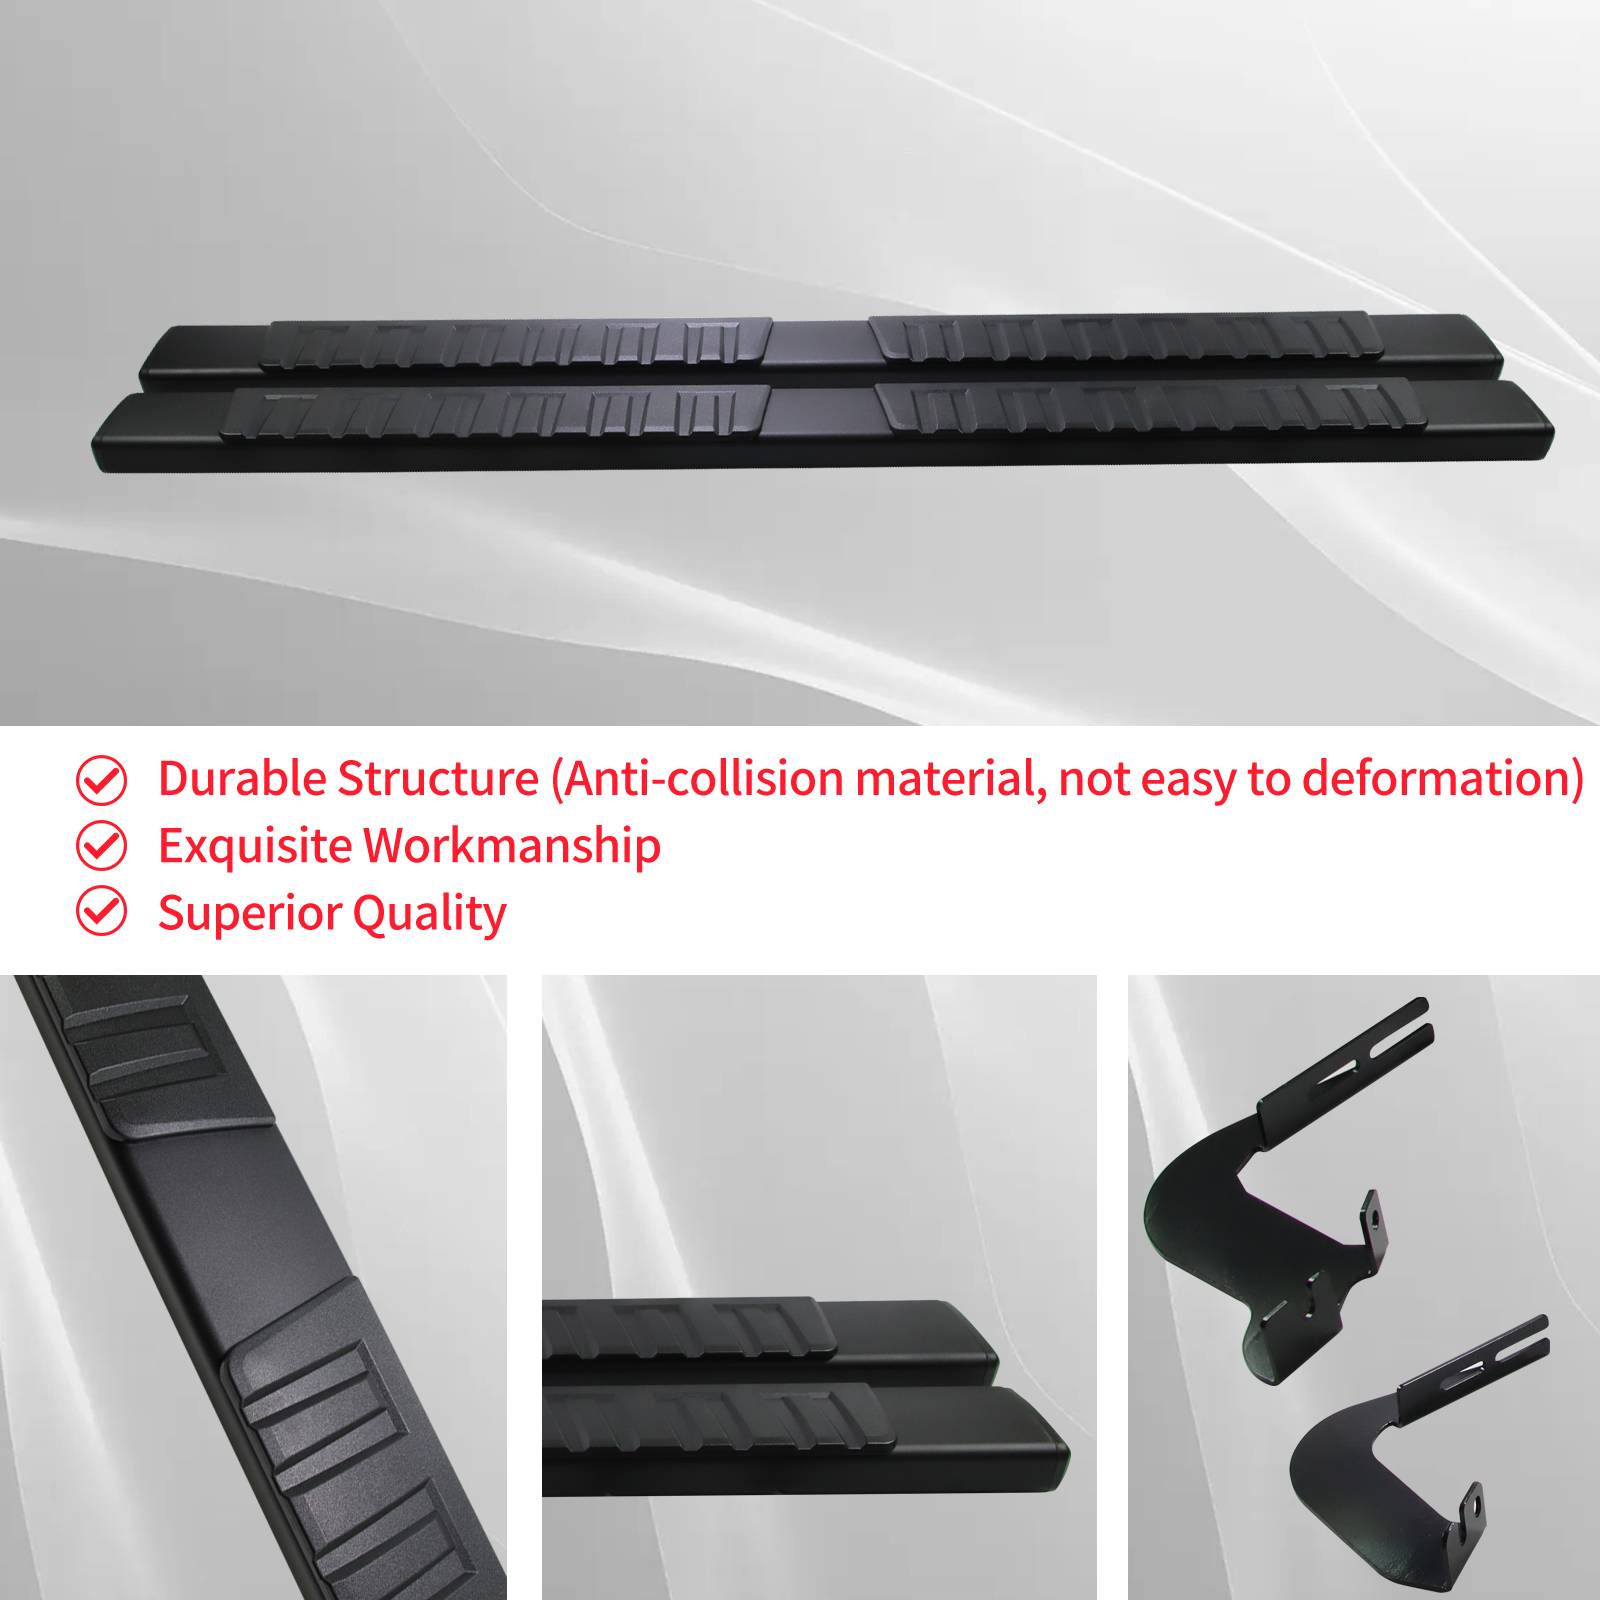 Durable Structure (Anti-collision material, not easy to deformation)
Exquisite Workmanship
Superior Quality